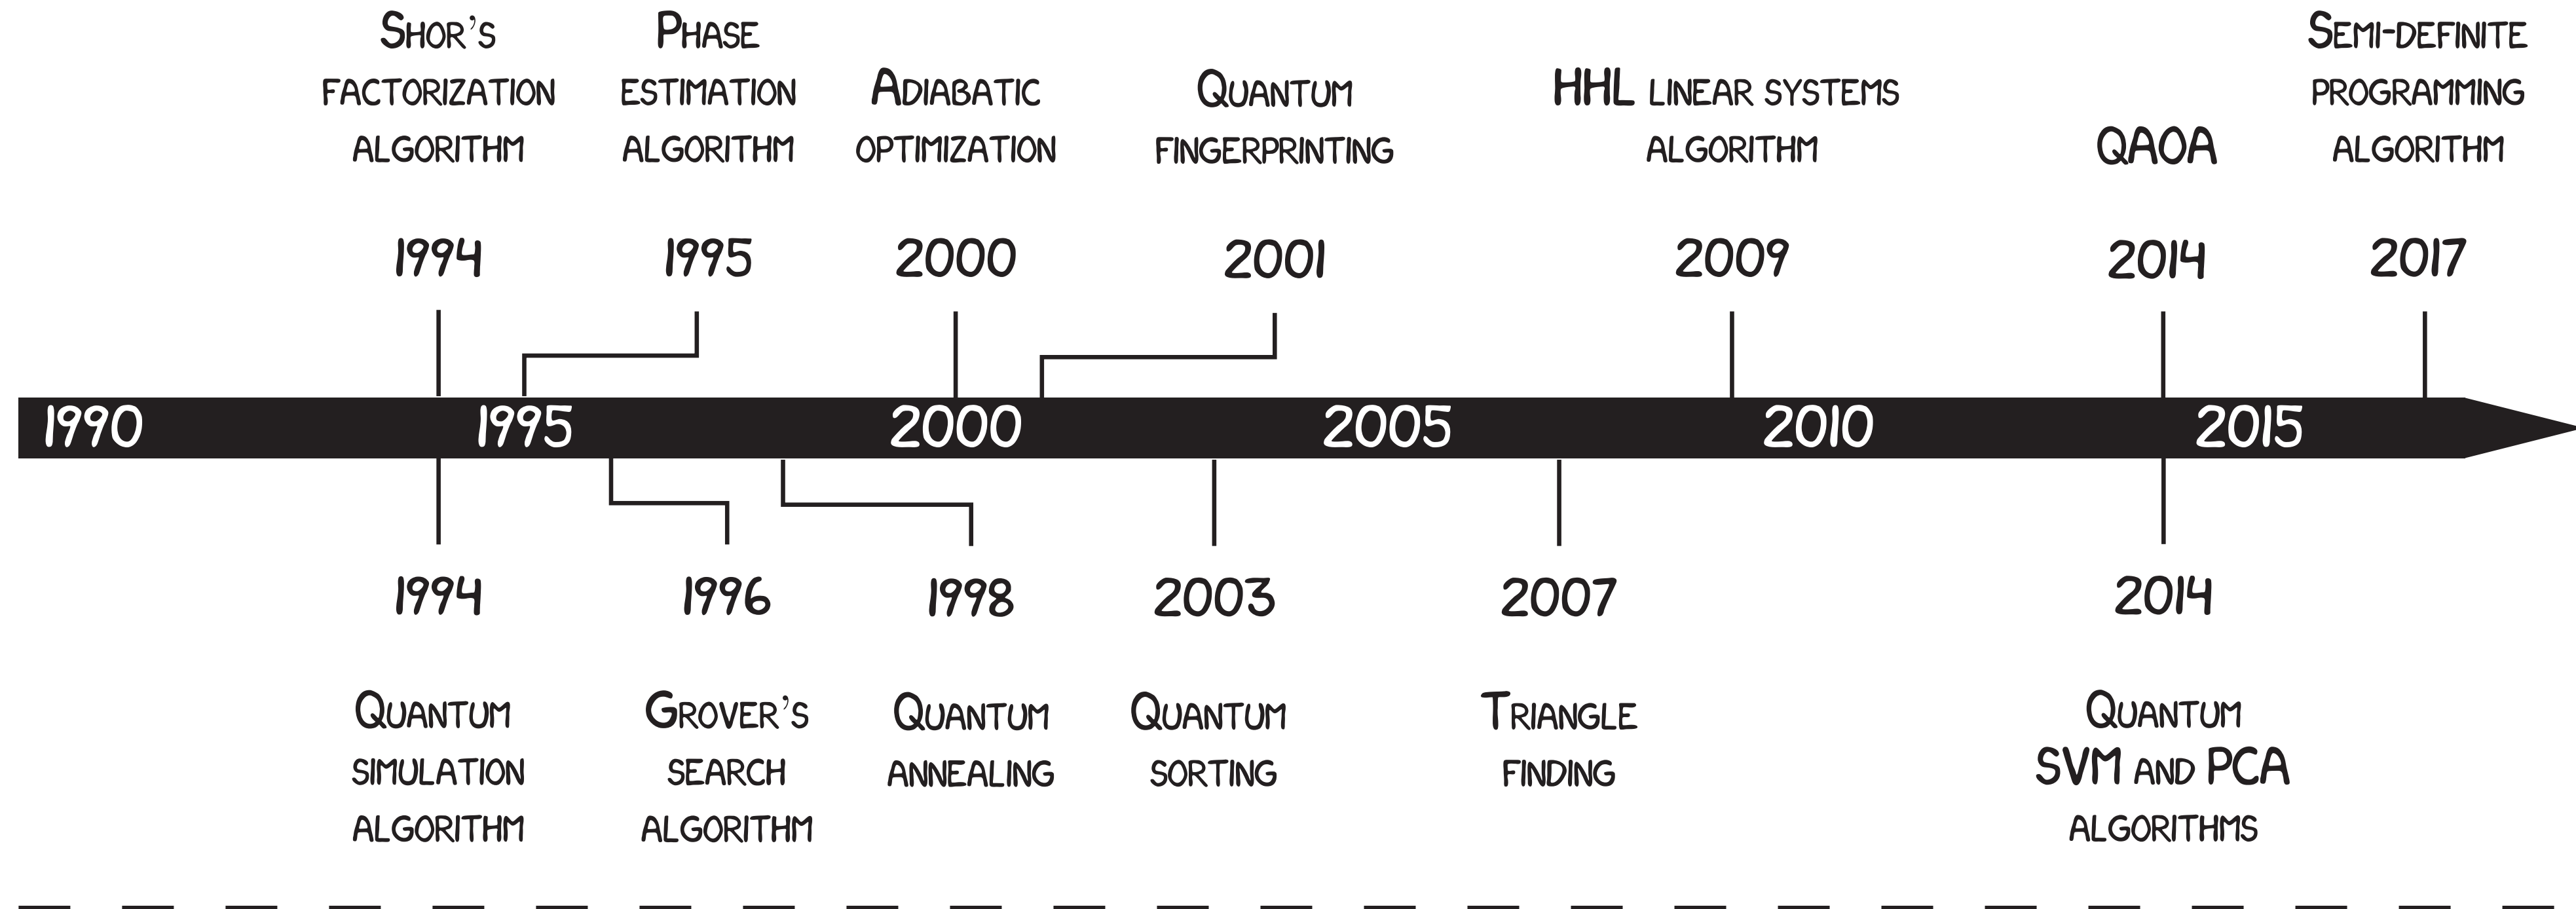 Shor's
factorization
algorithm
1994
Phase
estimation
algorithm
1995
Adiabatic
optimization
2000
Quantum
fingerprinting
2001
HHL linear systems
algorithm
2009
QAOA
2014
Semi-definite
programming
algorithm
2017
1990 1995 2000 2005 2010 2015
1994
Quantum
simulation
algorithm
1996
Grover's
search
algorithm
1998
Quantum
annealing
2003
Quantum
sorting
2007
Triangle
finding
2014
Quantum
SVM and PCA
algorithms